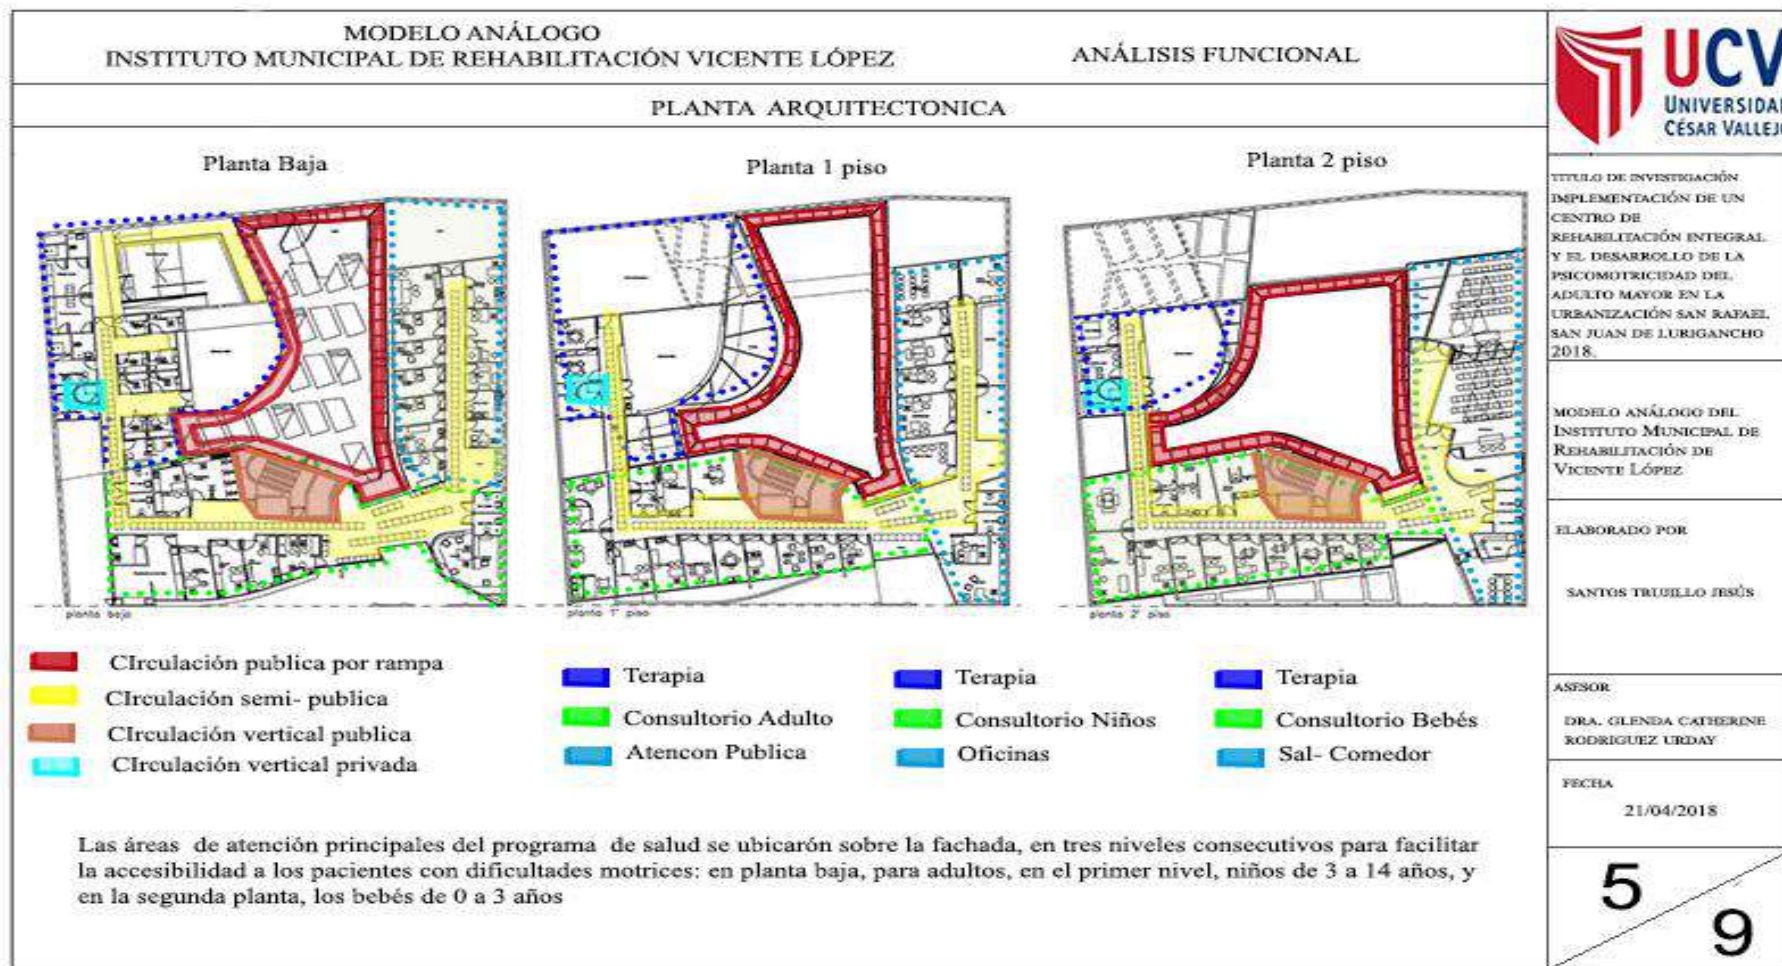 MODELO ANÁLOGO
INSTITUTO MUNICIPAL DE REHABILITACIÓN VICENTE LÓPEZ
ANÁLISIS FUNCIONAL
PLANTA ARQUITECTONICA
Planta Baja
Planta 1 piso
Planta 2 piso
planta baja
planta 1° piso
planta 2° piso
CIrculación publica por rampa
CIrculación semi- publica
CIrculación vertical publica
CIrculación vertical privada
Terapia
Consultorio Adulto
Atencon Publica
Terapia
Consultorio Niños
Oficinas
Terapia
Consultorio Bebés
Sal- Comedor
Las áreas de atención principales del programa de salud se ubicarón sobre la fachada, en tres niveles consecutivos para facilitar
la accesibilidad a los pacientes con dificultades motrices: en planta baja, para adultos, en el primer nivel, niños de 3 a 14 años, y
en la segunda planta, los bebés de 0 a 3 años
UCV
UNIVERSIDAD
CÉSAR VALLEJO
TITULO DE INVESTIGACIÓN
IMPLEMENTACIÓN DE UN
CENTRO DE
REHABILITACIÓN INTEGRAL
Y EL DESARROLLO DE LA
PSICOMOTRICIDAD DEL
ADULTO MAYOR EN LA
URBANIZACIÓN SAN RAFAEL,
SAN JUAN DE LURIGANCHO
2018.
MODELO ANÁLOGO DEL
INSTITUTO MUNICIPAL DE
REHABILITACIÓN DE
VICENTE LÓPEZ
ELABORADO POR
SANTOS TRUJILLO JESÚS
ASESOR
DRA. GLENDA CATHERINE
RODRIGUEZ URDAY
FECHA
21/04/2018
5
9